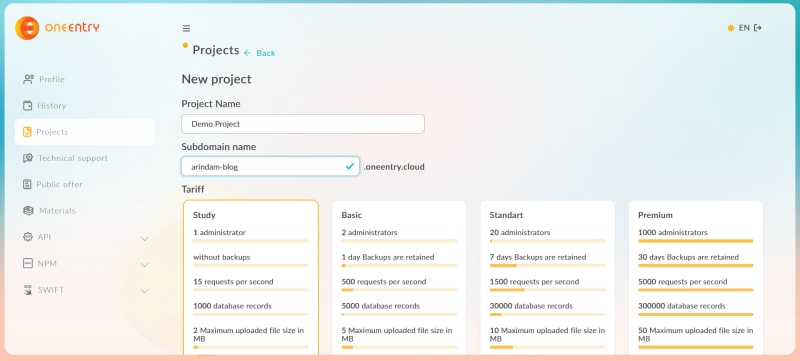 ONEENTRY
EN
Projects
Back
Profile
History
Projects
Technical support
Public offer
Materials
API
NPM
SWIFT
New project
Project Name
Demo Project
Subdomain name
arindam-blog
.oneentry.cloud
Tariff
Study
1 administrator
without backups
15 requests per second
1000 database records
2 Maximum uploaded file size in
MB
Basic
2 administrators
1 day Backups are retained
500 requests per second
5000 database records
5 Maximum uploaded file size in
MB
Standart
20 administrators
7 days Backups are retained
1500 requests per second
30000 database records
10 Maximum uploaded file size in
MB
Premium
1000 administrators
30 days Backups are retained
5000 requests per second
300000 database records
50 Maximum uploaded file size in
MB